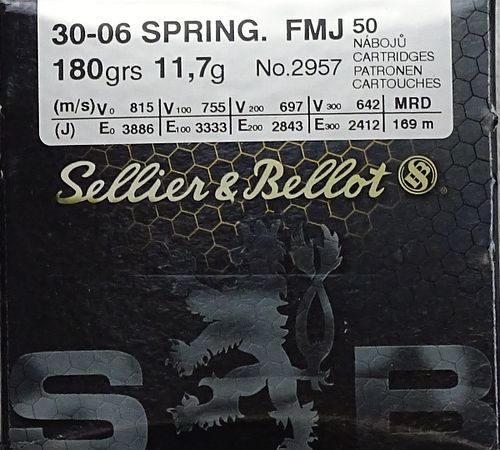 30-06 SPRING. FMJ 50
NÁBOJŮ
CARTRIDGES
180grs 11,7g No.2957 PATRONEN
CARTOUCHES
(m/s) V0 815 V100 755 V200 697 V300 642 MRD
(J) E0 3886 E100 3333 E200 2843 E300 2412 169 m
Sellier & Bellot SB ®
S B